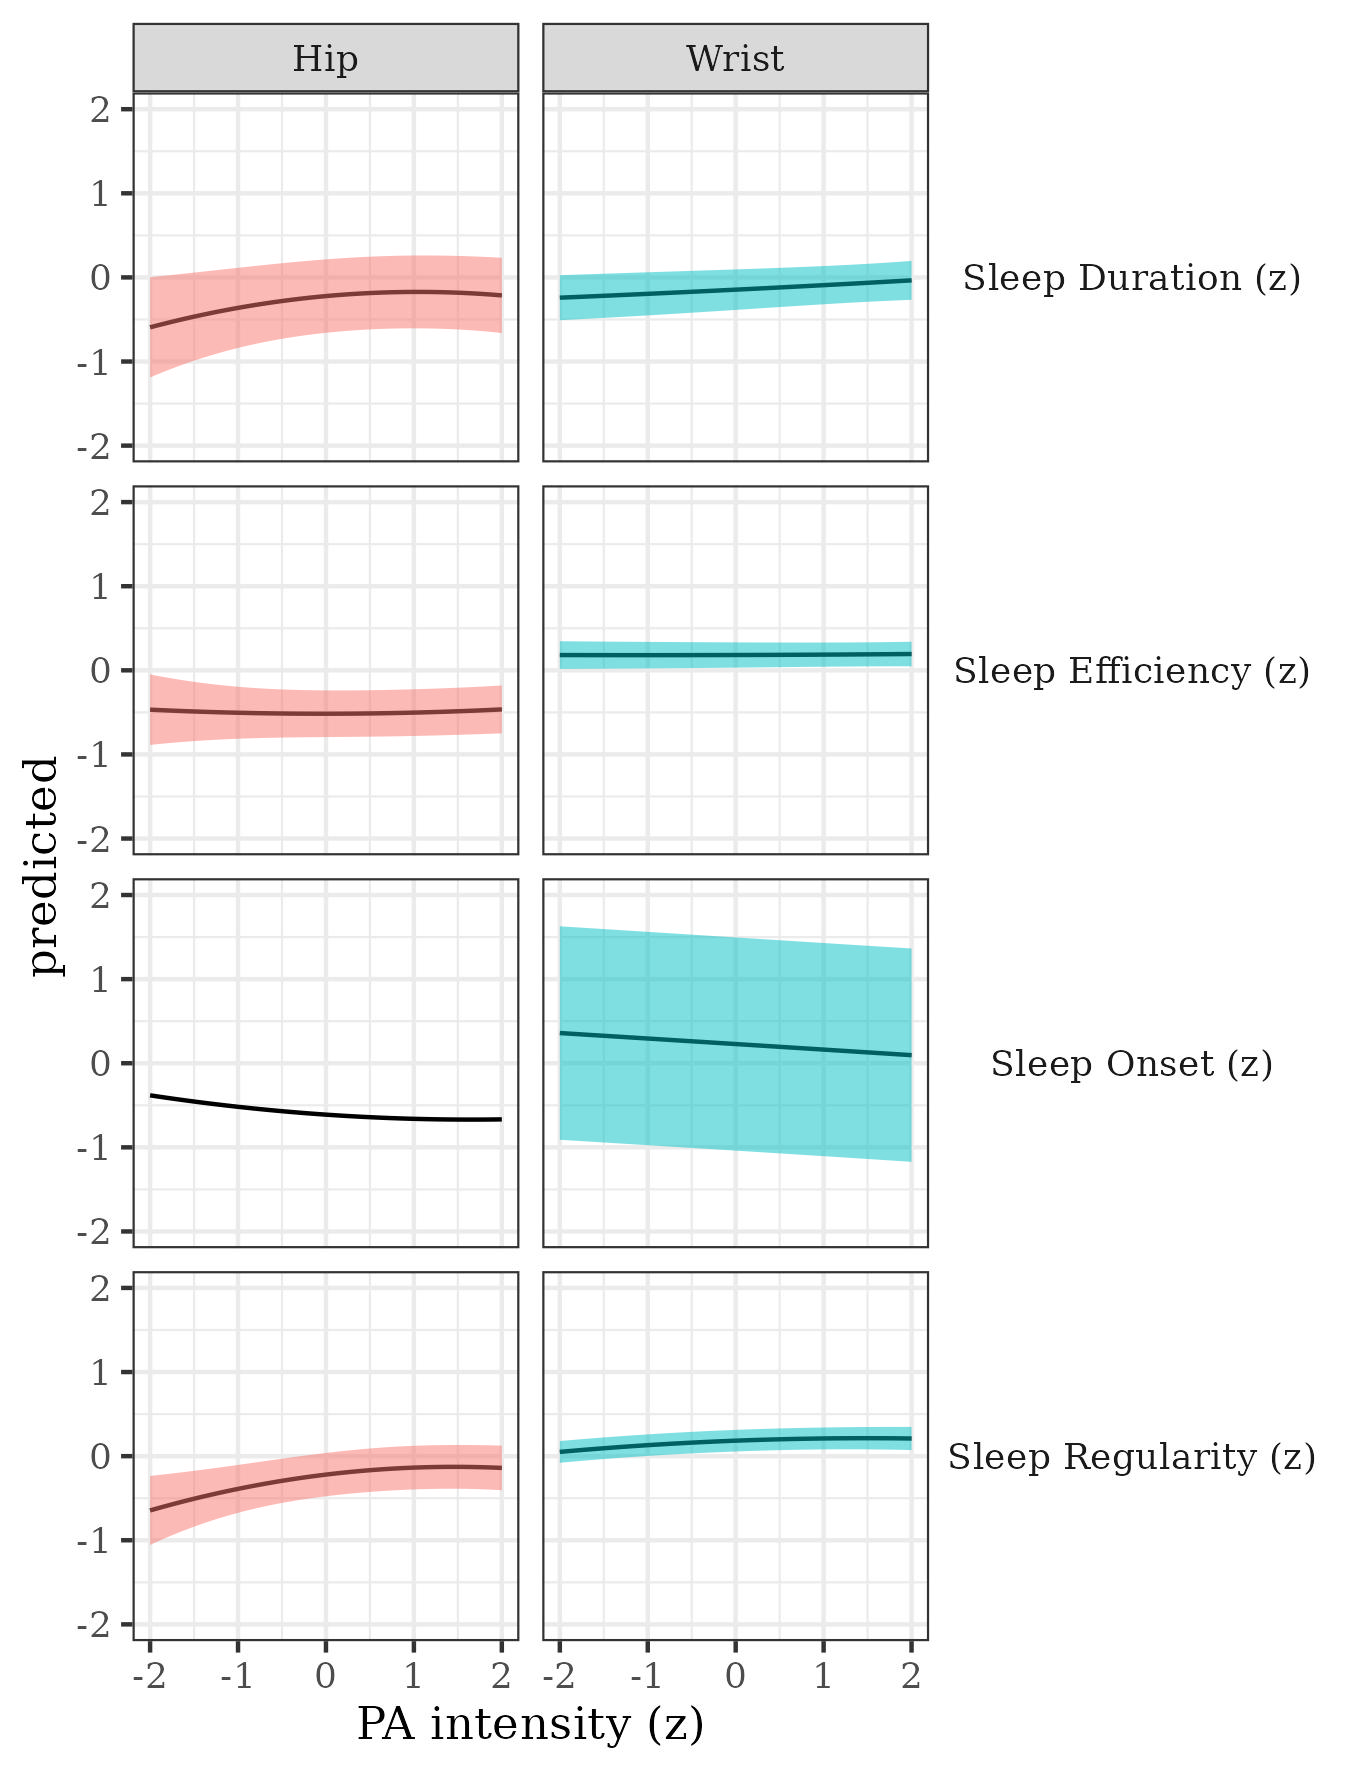 Hip Wrist
2
1
0
-1
-2
Sleep Duration (z)
2
1
0
-1
-2
Sleep Efficiency (z)
predicted
2
1
0
-1
-2
Sleep Onset (z)
2
1
0
-1
-2
Sleep Regularity (z)
-2 -1 0 1 2 -2 -1 0 1 2
PA intensity (z)